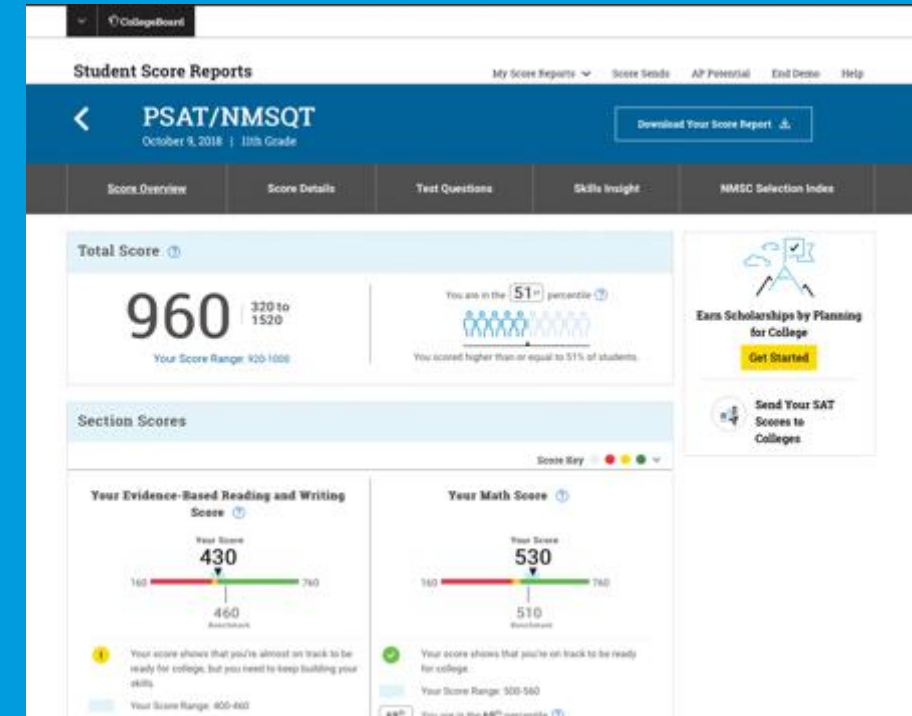 CollegeBoard
Student Score Reports
My Score Reports
Score Sends
AP Potential
End Demo
Help
PSAT/NMSQT
October 9, 2018 | 11th Grade
Download Your Score Report
Score Overview
Score Details
Test Questions
Skills Insight
NMSC Selection Index
Total Score
960
320 to
1520
Your Score Range: 920-1000
You are in the 51st percentile
You scored higher than or equal to 51% of students.
Earn Scholarships by Planning
for College
Get Started
Send Your SAT
Scores to
Colleges
Section Scores
Score Key
Your Evidence-Based Reading and Writing
Score
Your Score
430
160
760
460
Benchmark
Your score shows that you're almost on track to be
ready for college, but you need to keep building your
skills.
Your Score Range: 400-460
Your Math Score
Your Score
530
160
760
510
Benchmark
Your score shows that you're on track to be ready
for college.
Your Score Range: 500-560
You are in the percentile